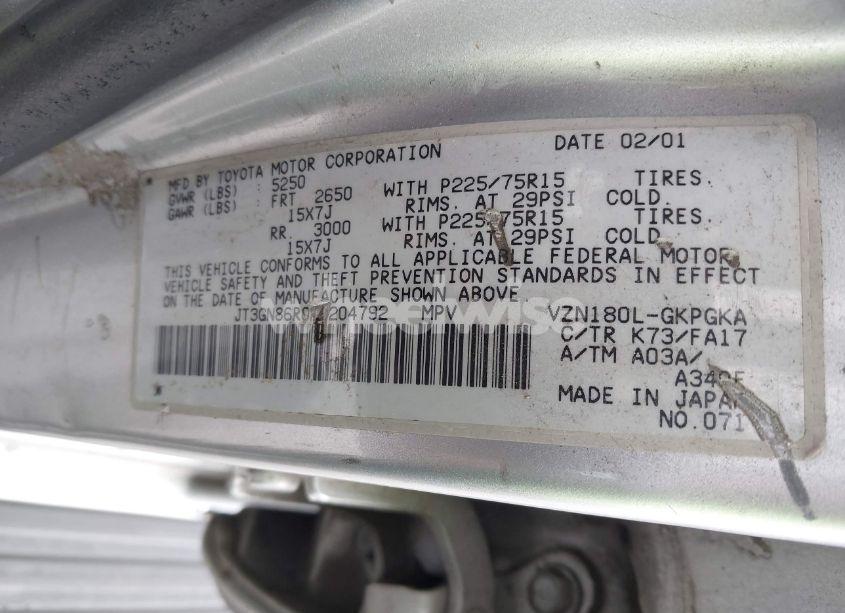 DATE 02/01
MFD BY TOYOTA MOTOR CORPORATION
GVWR (LBS) : 5250
GAWR (LBS) : FRT 2650 WITH P225/75R15 TIRES.
15X7J RIMS. AT 29PSI COLD.
RR. 3000 WITH P225/75R15 TIRES.
15X7J RIMS. AT 29PSI COLD.
THIS VEHICLE CONFORMS TO ALL APPLICABLE FEDERAL MOTOR
VEHICLE SAFETY AND THEFT PREVENTION STANDARDS IN EFFECT
ON THE DATE OF MANUFACTURE SHOWN ABOVE
MPV VZN180L-GKPGKA
C/TR K73/FA17
A/TM A03A/
MADE IN JAPAN
NO.071